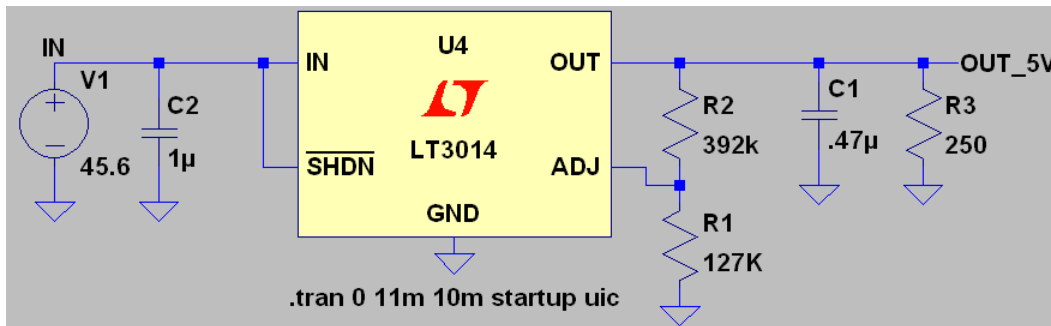 IN
V1
45.6
C2
1µ
IN
U4
OUT
LT3014
SHDN
ADJ
GND
R2
392k
R1
127K
C1
.47µ
R3
250
OUT_5V
.tran 0 11m 10m startup uic